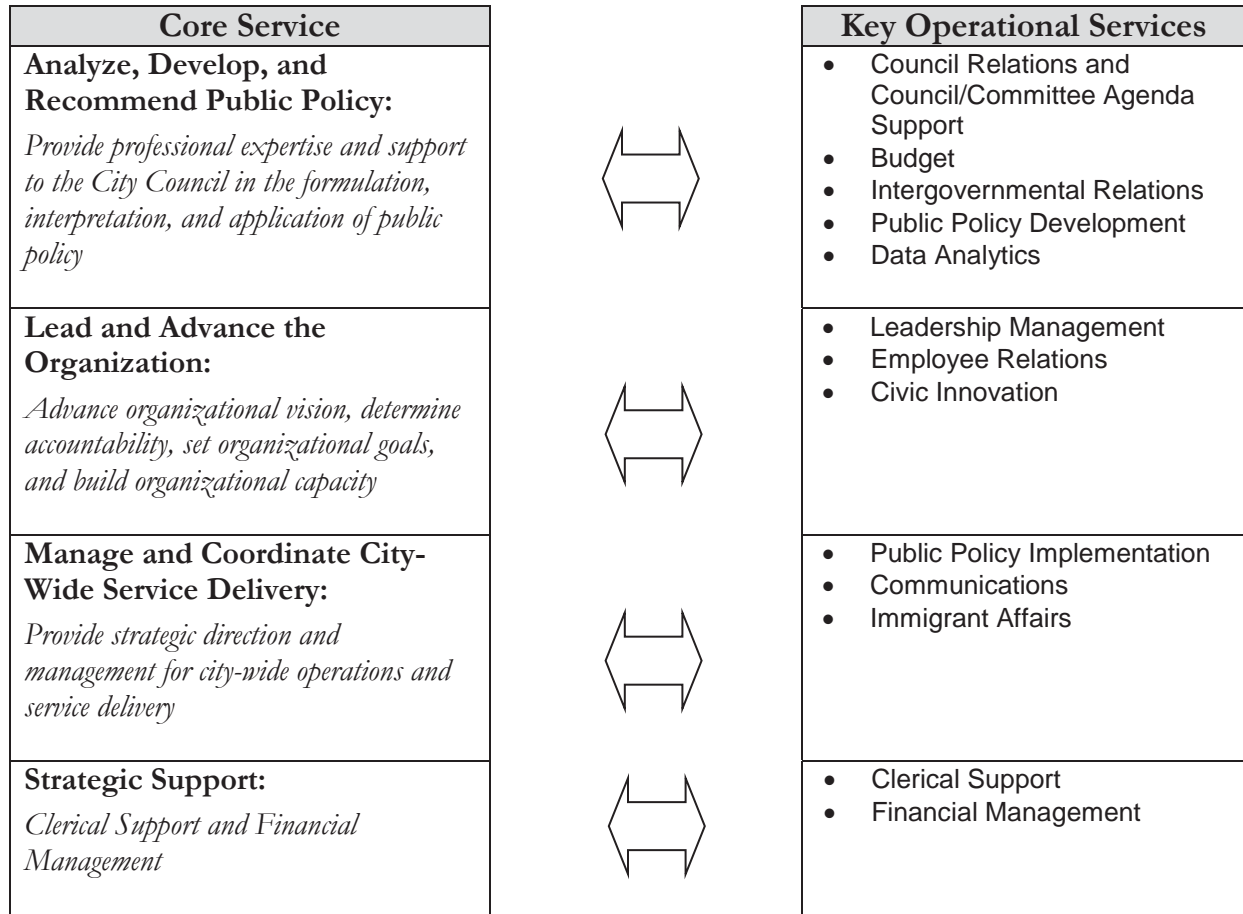 Core Service
Analyze, Develop, and
Recommend Public Policy:
Provide professional expertise and support
to the City Council in the formulation,
interpretation, and application of public
policy
Lead and Advance the
Organization:
Advance organizational vision, determine
accountability, set organizational goals,
and build organizational capacity
Manage and Coordinate City-
Wide Service Delivery:
Provide strategic direction and
management for city-wide operations and
service delivery
Strategic Support:
Clerical Support and Financial
Management
Key Operational Services
• Council Relations and
Council/Committee Agenda
Support
• Budget
• Intergovernmental Relations
• Public Policy Development
• Data Analytics
• Leadership Management
• Employee Relations
• Civic Innovation
• Public Policy Implementation
• Communications
• Immigrant Affairs
• Clerical Support
• Financial Management